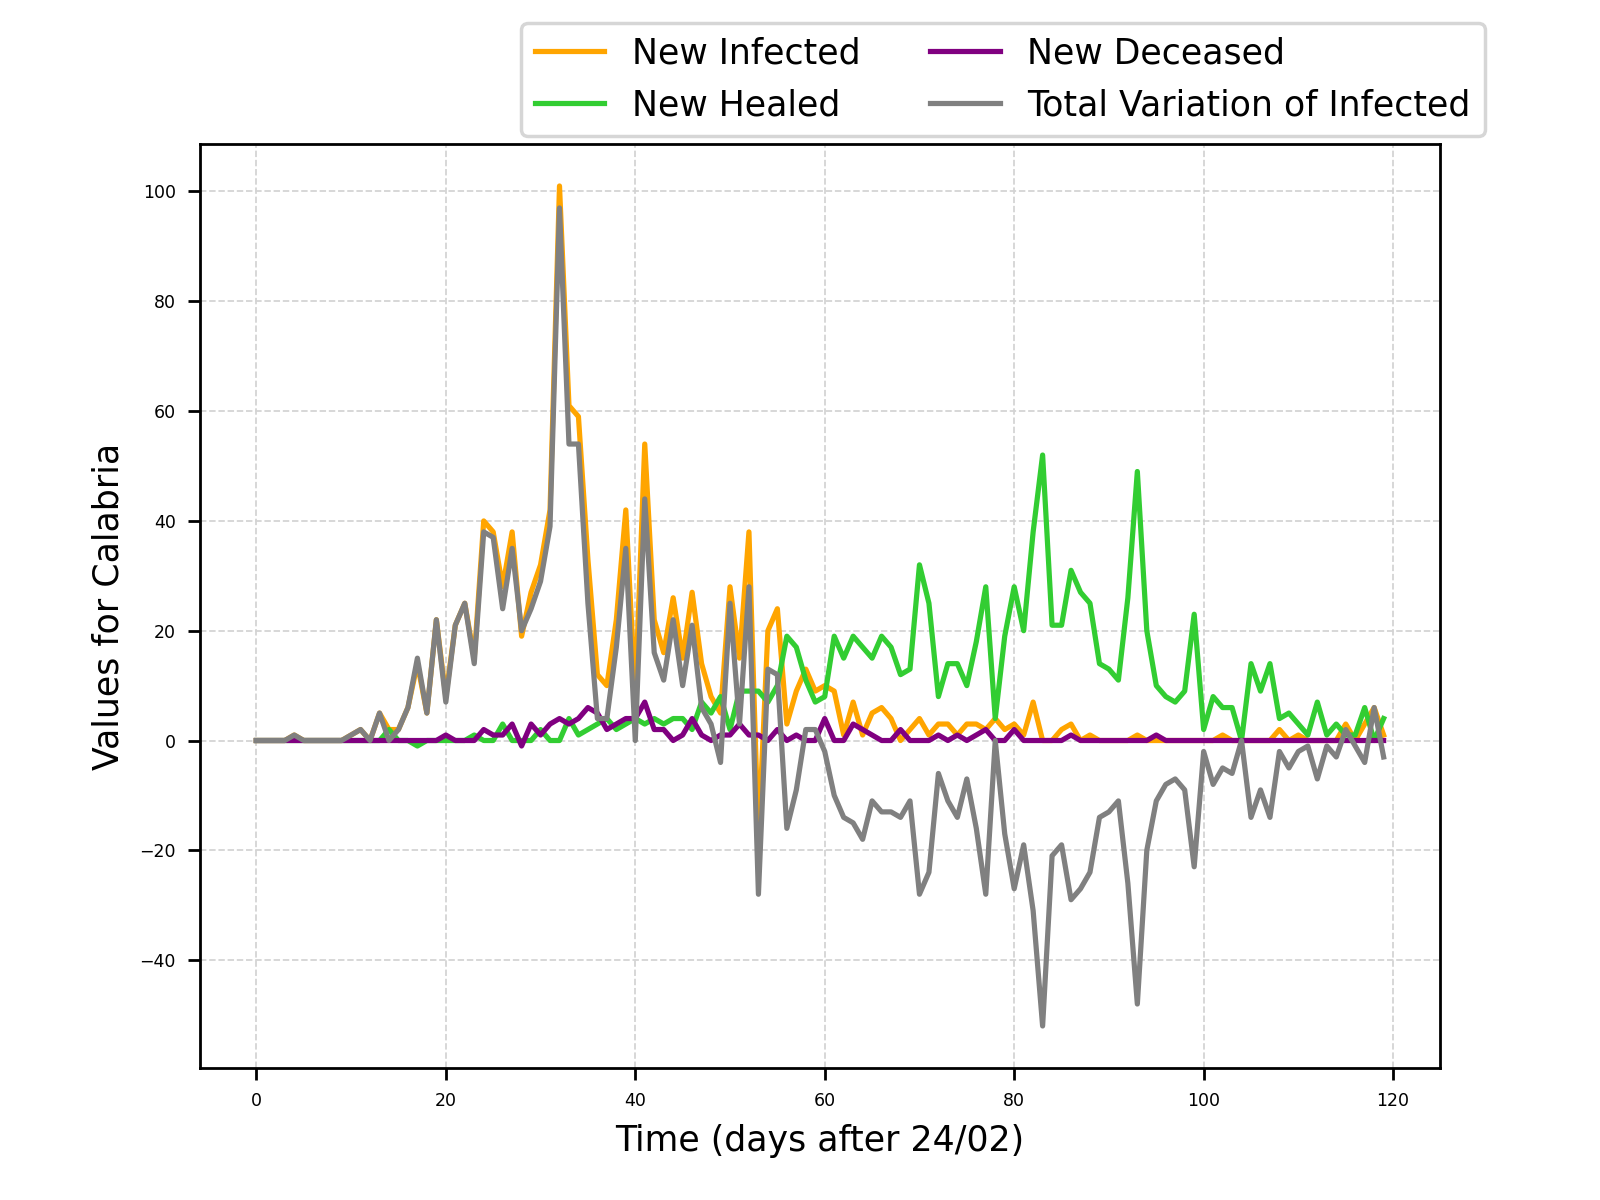 New Infected
New Healed
New Deceased
Total Variation of Infected
100
80
60
40
20
0
−20
−40
Values for Calabria
0 20 40 60 80 100 120
Time (days after 24/02)